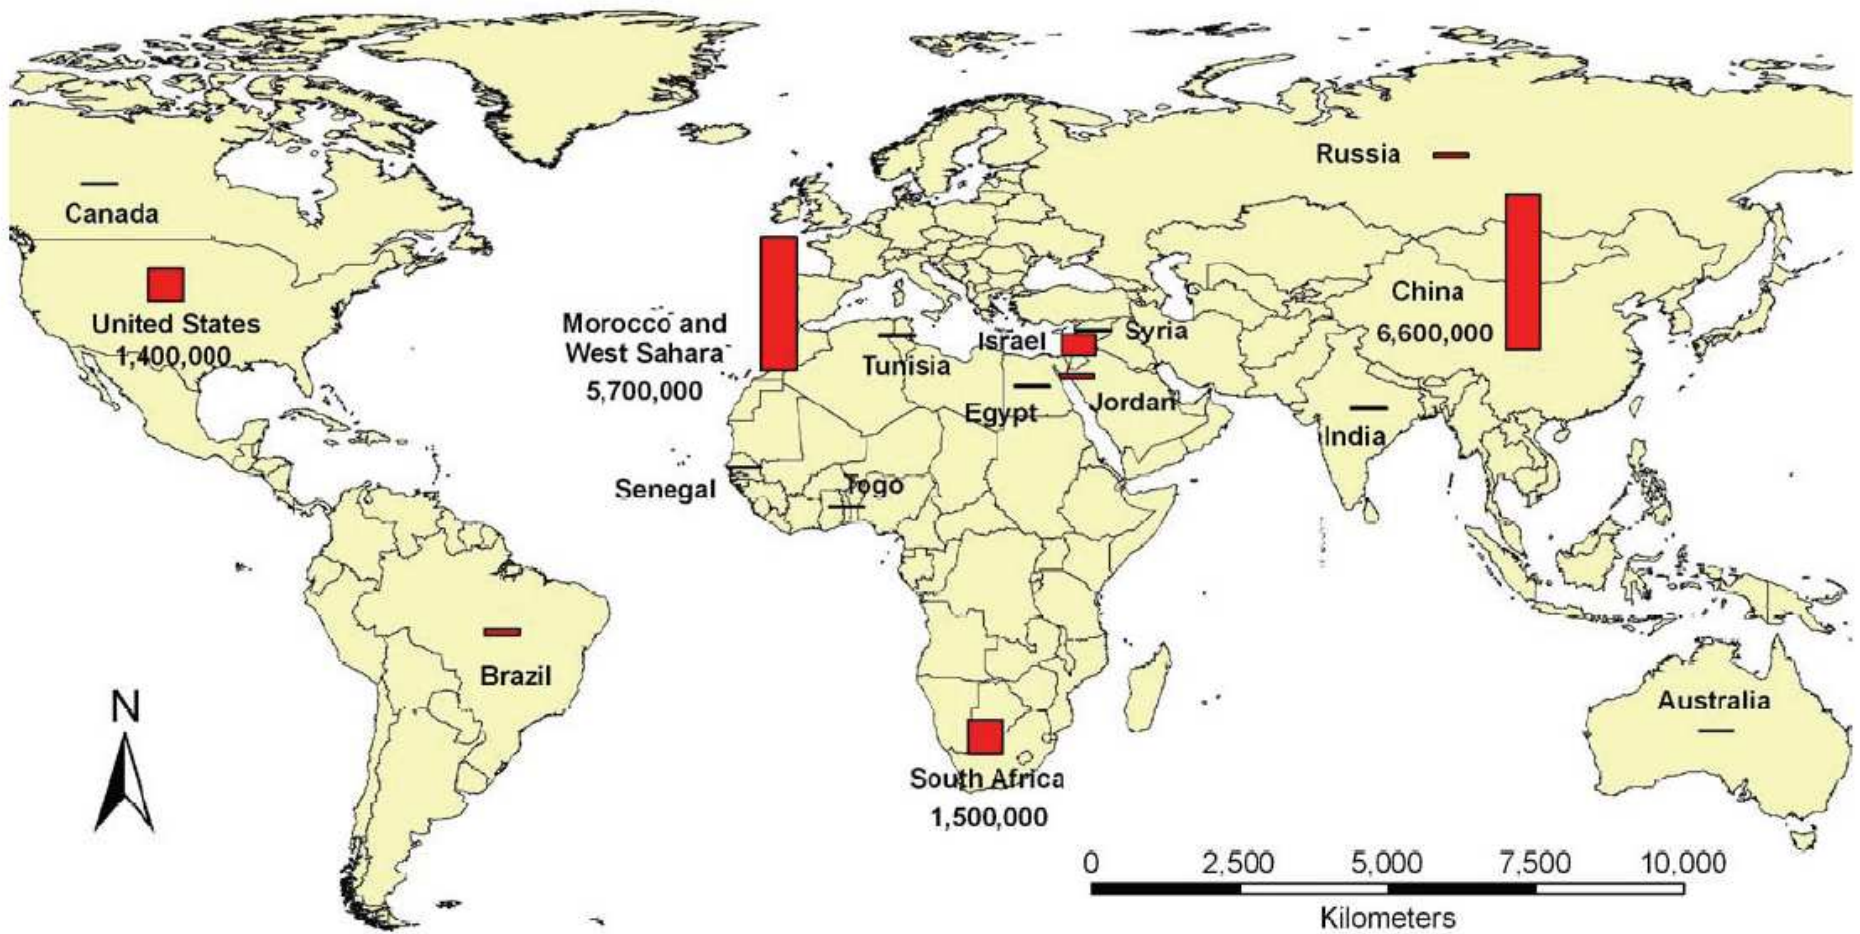 Russia
Canada
China
6,600,000
United States
1,400,000
Morocco and
West Sahara
5,700,000
Tunisia
Israel
Syria
Egypt
Jordan
India
Senegal
Togo
Brazil
N
Australia
South Africa
1,500,000
0 2,500 5,000 7,500 10,000
Kilometers